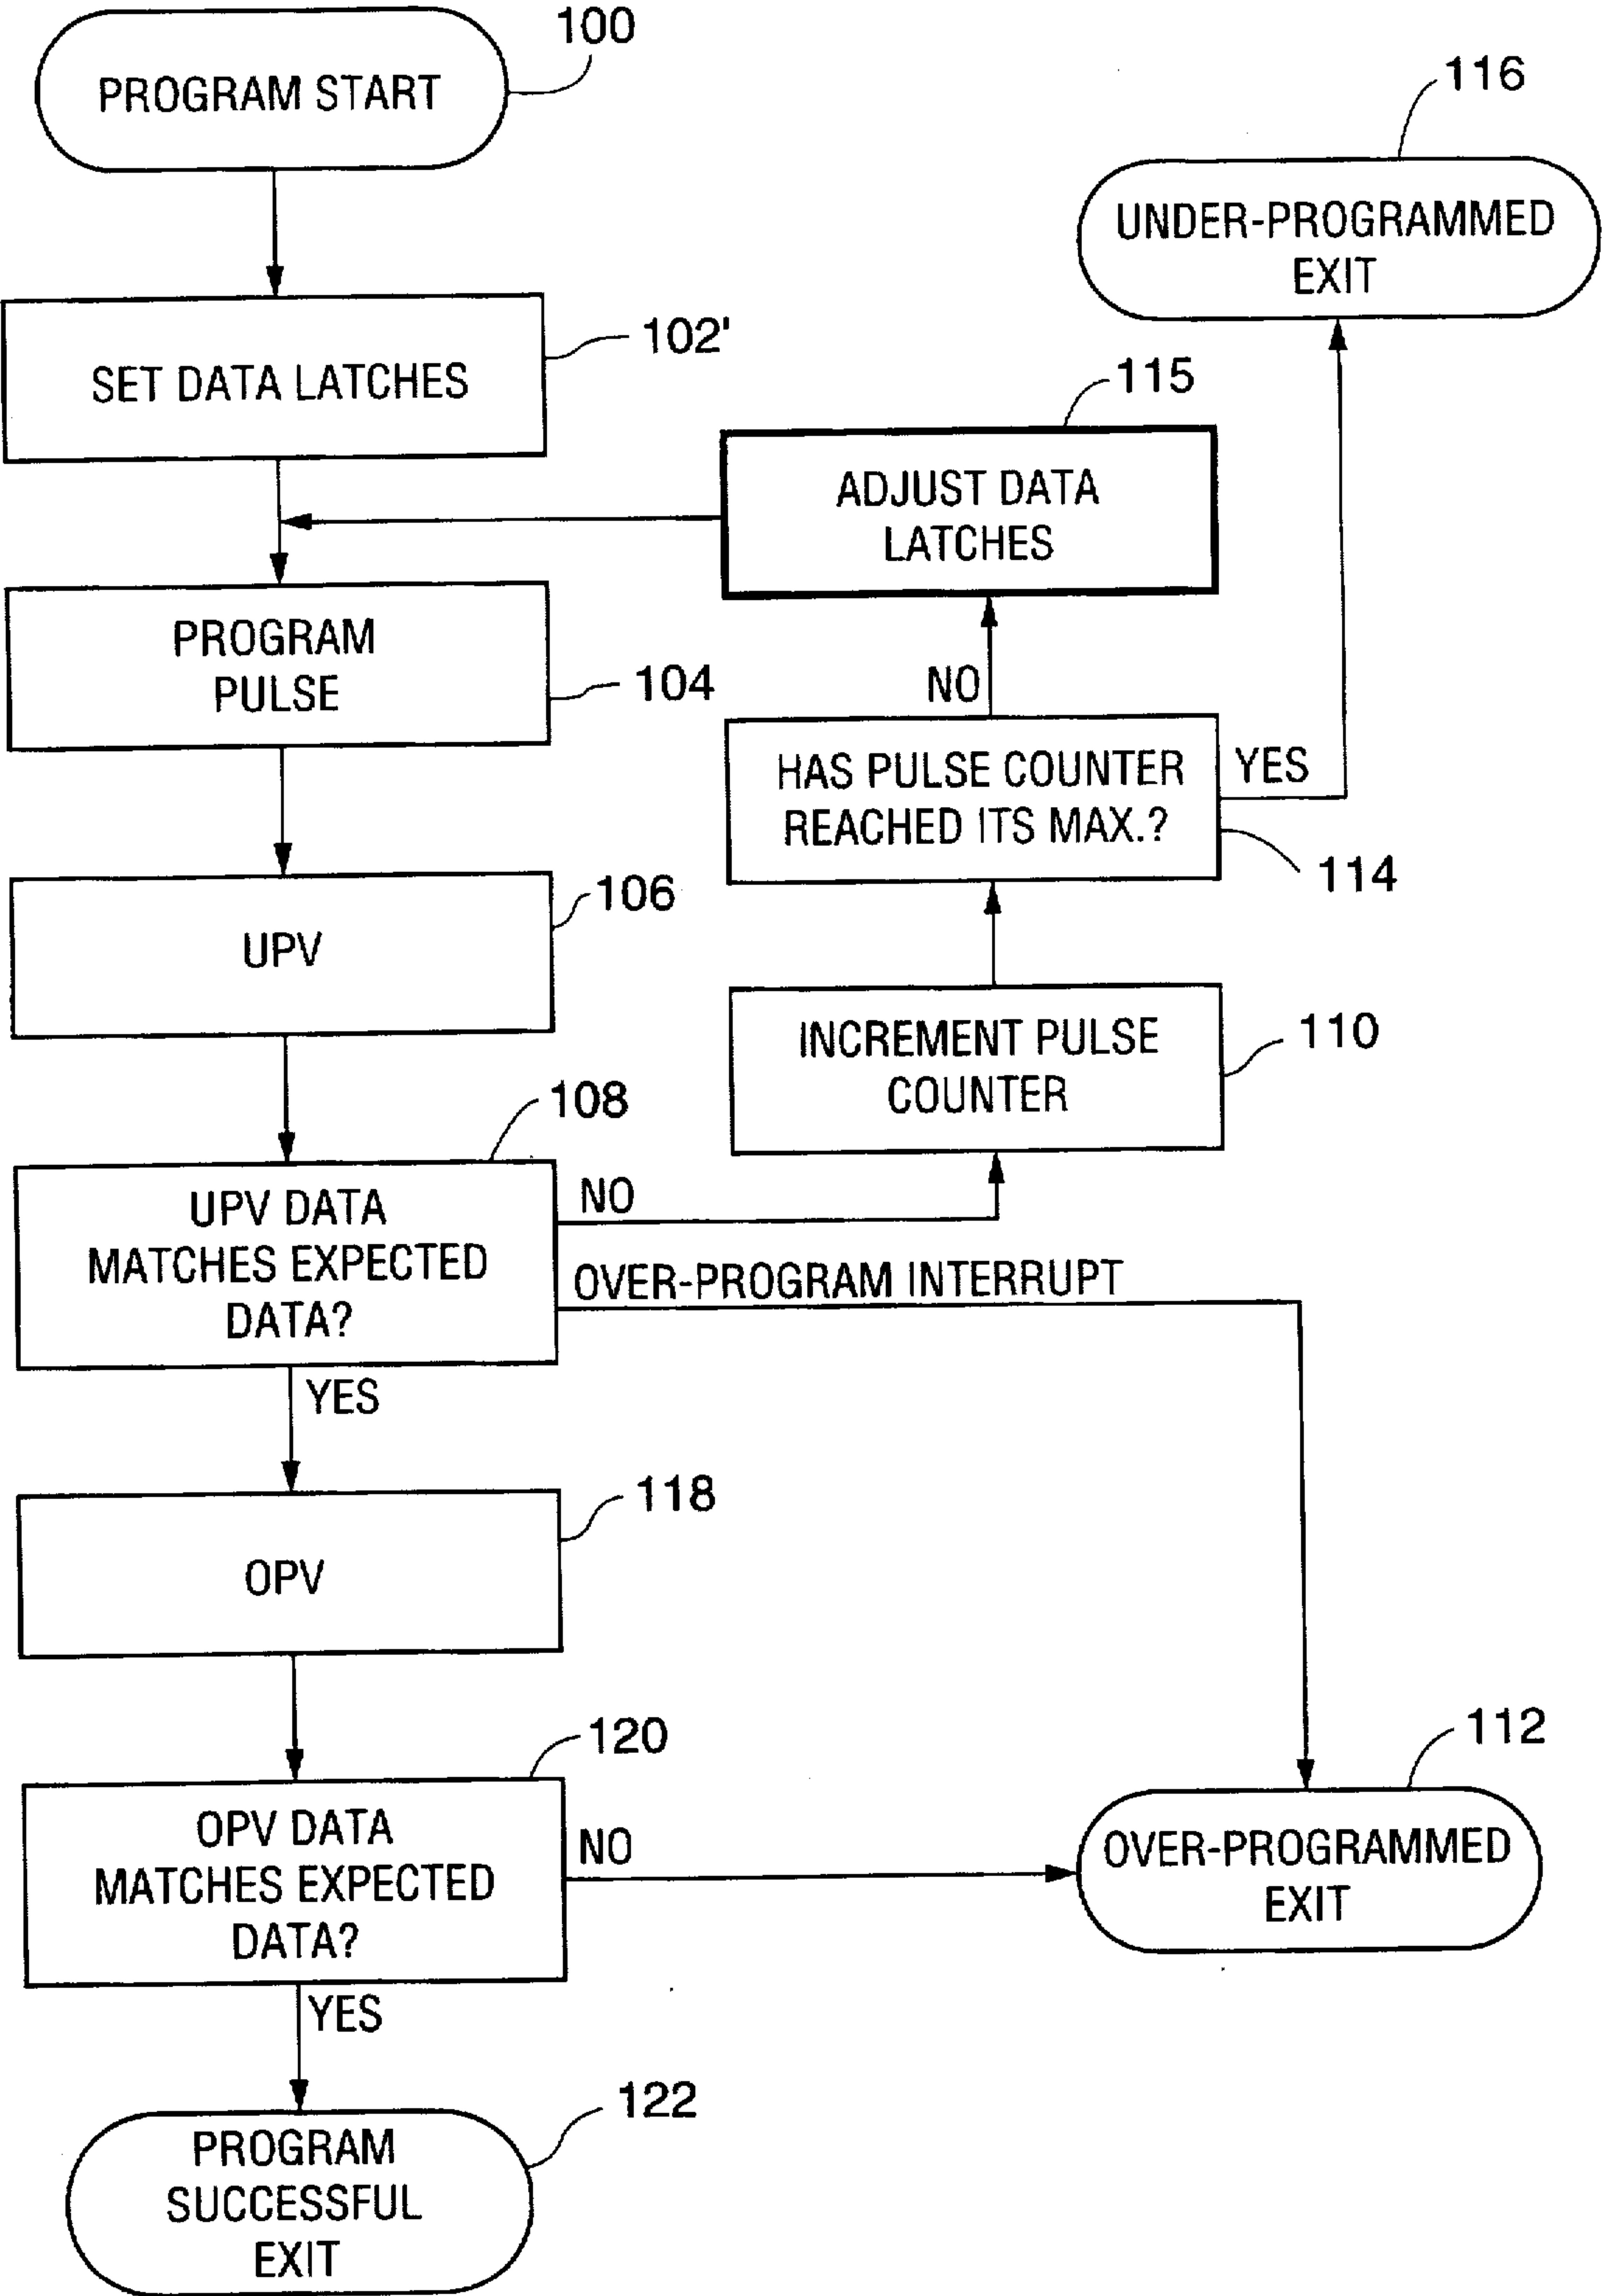 100
PROGRAM START
116
UNDER-PROGRAMMED
EXIT
102'
SET DATA LATCHES
115
ADJUST DATA
LATCHES
PROGRAM
PULSE
104
NO
HAS PULSE COUNTER
REACHED ITS MAX.?
YES
114
106
UPV
INCREMENT PULSE
COUNTER
110
108
UPV DATA
MATCHES EXPECTED
DATA?
NO
OVER-PROGRAM INTERRUPT
YES
118
OPV
120
OPV DATA
MATCHES EXPECTED
DATA?
NO
112
OVER-PROGRAMMED
EXIT
YES
122
PROGRAM
SUCCESSFUL
EXIT